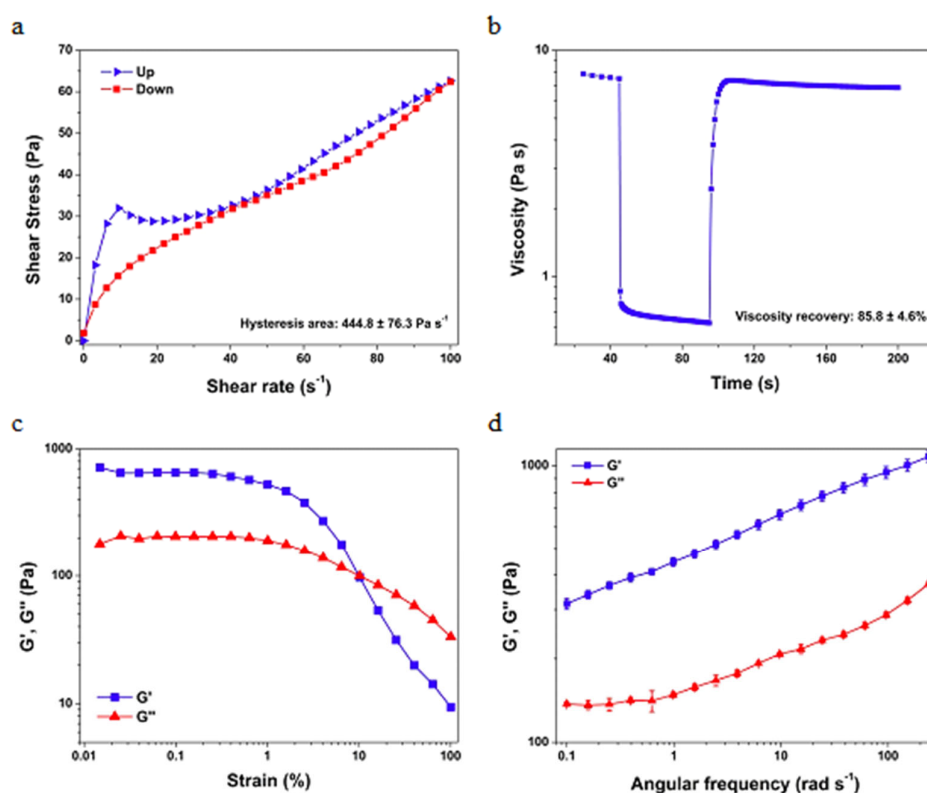 a
70
60
50
40
30
20
10
0
Shear Stress (Pa)
Up
Down
Hysteresis area: 444.8 ± 76.3 Pa s⁻¹
0 20 40 60 80 100
Shear rate (s⁻¹)
b
10
1
Viscosity (Pa s)
Viscosity recovery: 85.8 ± 4.6%
0 40 80 120 160 200
Time (s)
c
1000
100
10
G', G'' (Pa)
G'
G''
0.01 0.1 1 10 100
Strain (%)
d
1000
100
G', G'' (Pa)
G'
G''
0.1 1 10 100
Angular frequency (rad s⁻¹)